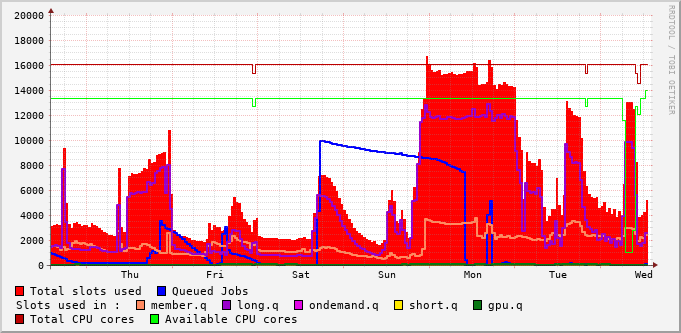 20000
18000
16000
14000
12000
10000
8000
6000
4000
2000
0
Thu Fri Sat Sun Mon Tue Wed
RRDTOOL / TOBI OETIKER
Total slots used Queued Jobs
Slots used in : member.q long.q ondemand.q short.q gpu.q
Total CPU cores Available CPU cores